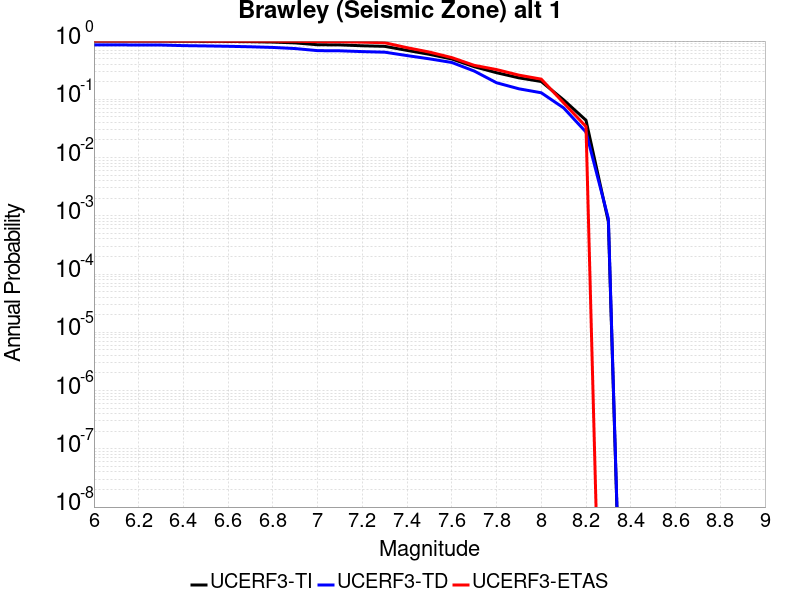 Brawley (Seismic Zone) alt 1
10^0
10^-1
10^-2
10^-3
10^-4
10^-5
10^-6
10^-7
10^-8
Annual Probability
6 6.2 6.4 6.6 6.8 7 7.2 7.4 7.6 7.8 8 8.2 8.4 8.6 8.8 9
Magnitude
UCERF3-TI UCERF3-TD UCERF3-ETAS